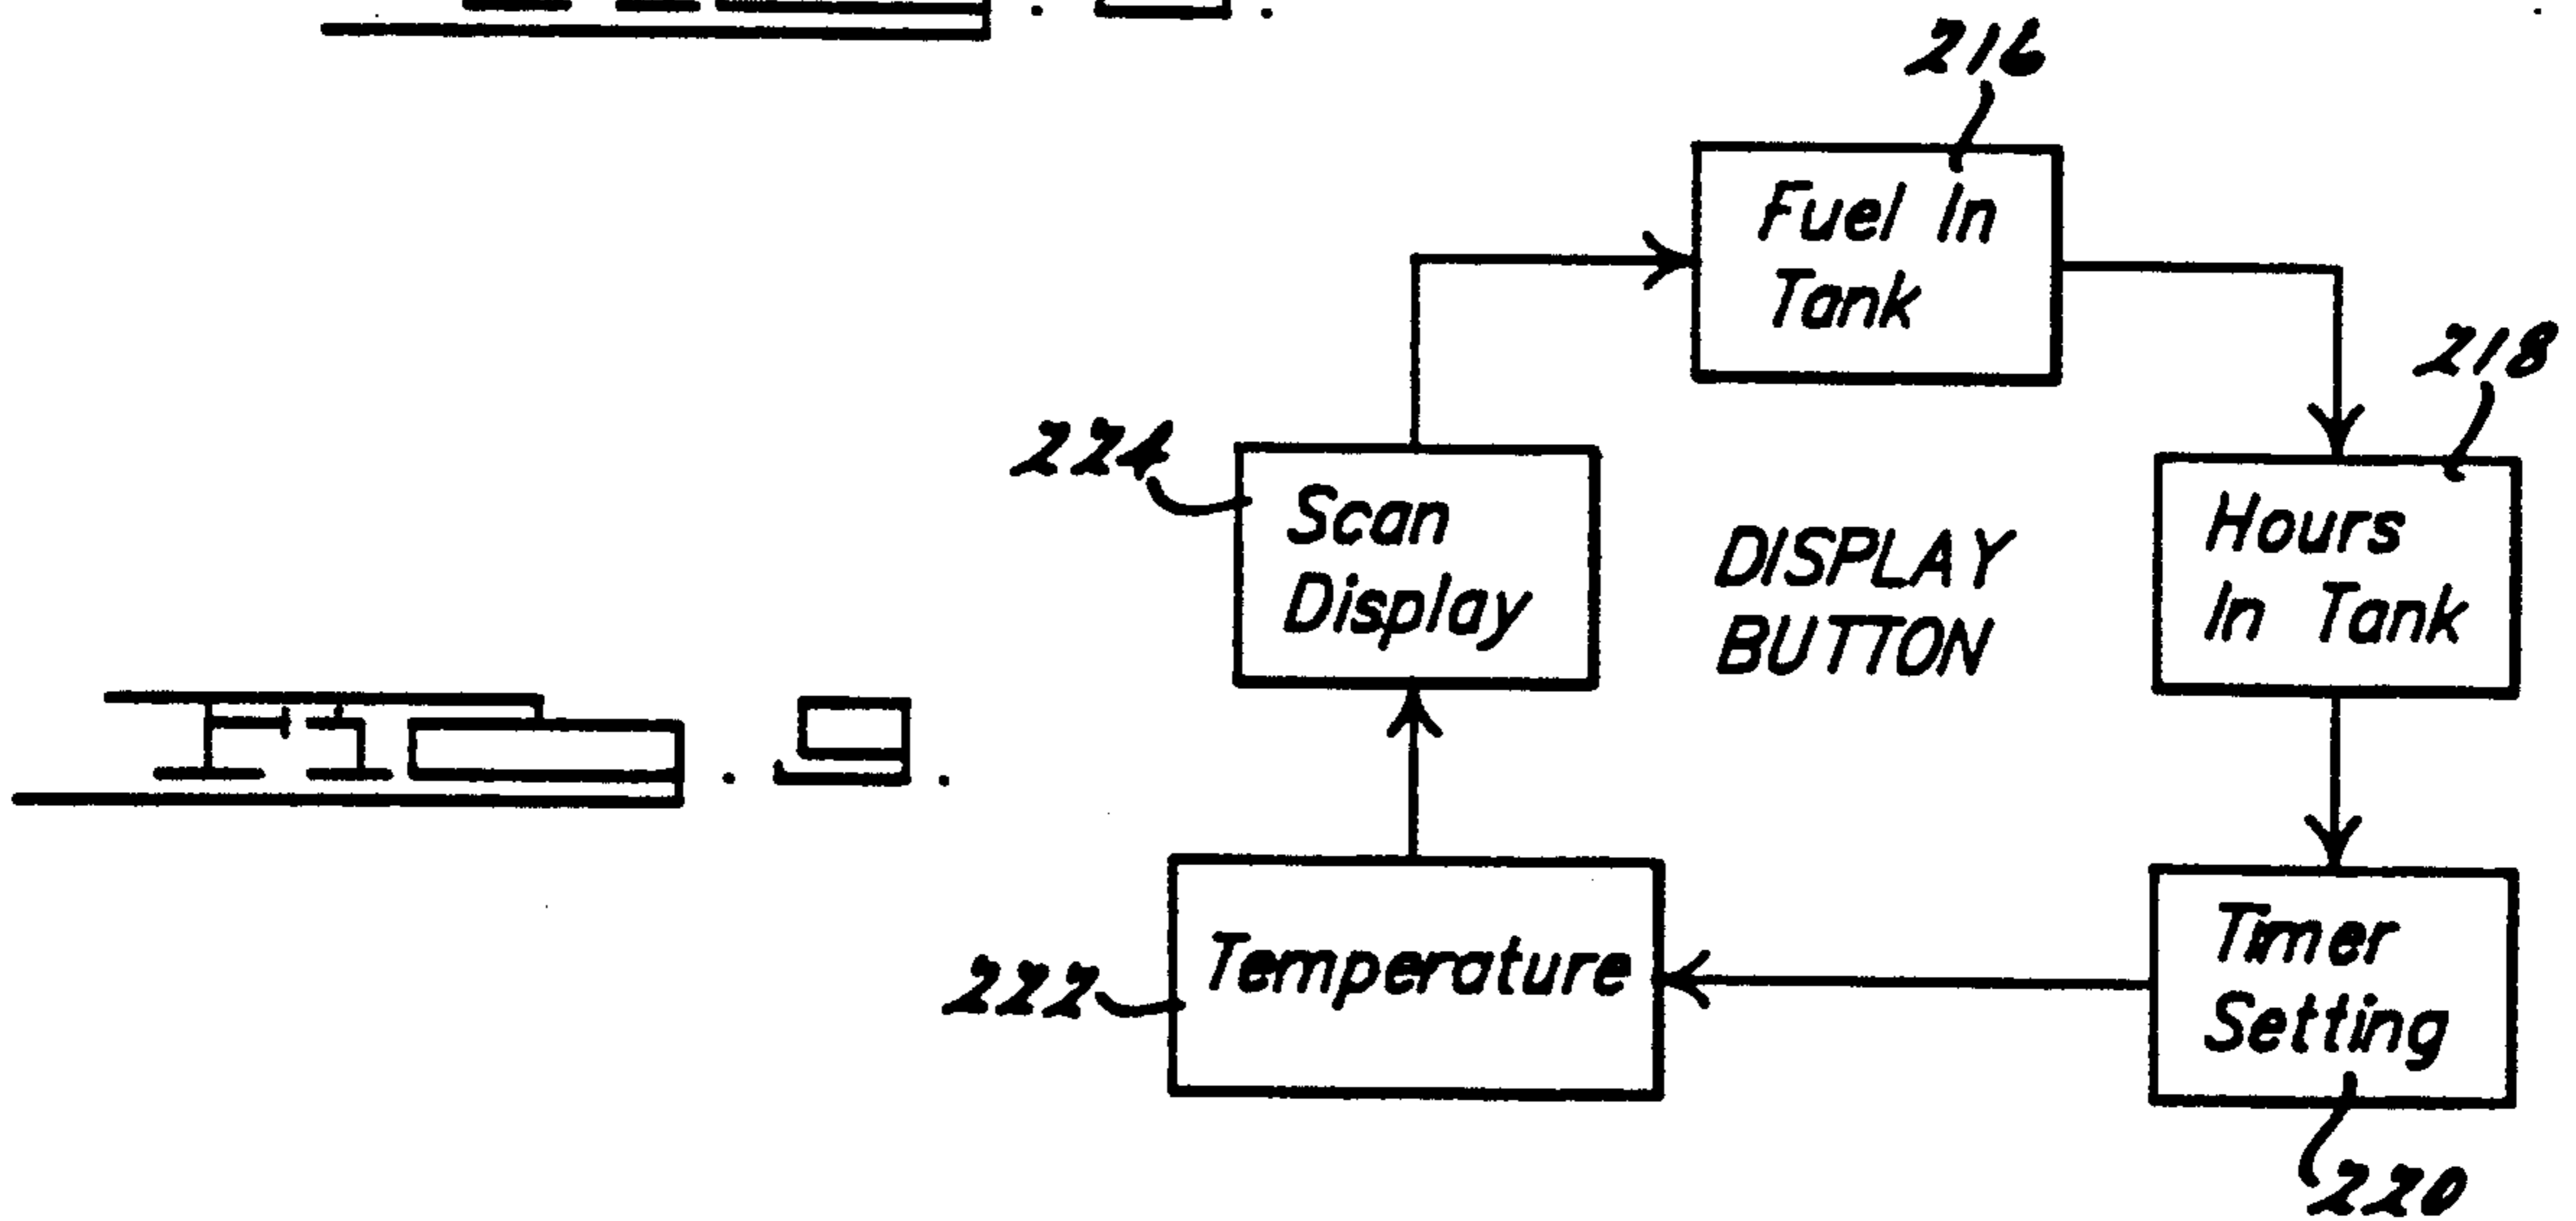 216
Fuel In
Tank
218
Hours
In Tank
224
Scan
Display
DISPLAY
BUTTON
Timer
Setting
220
222
Temperature